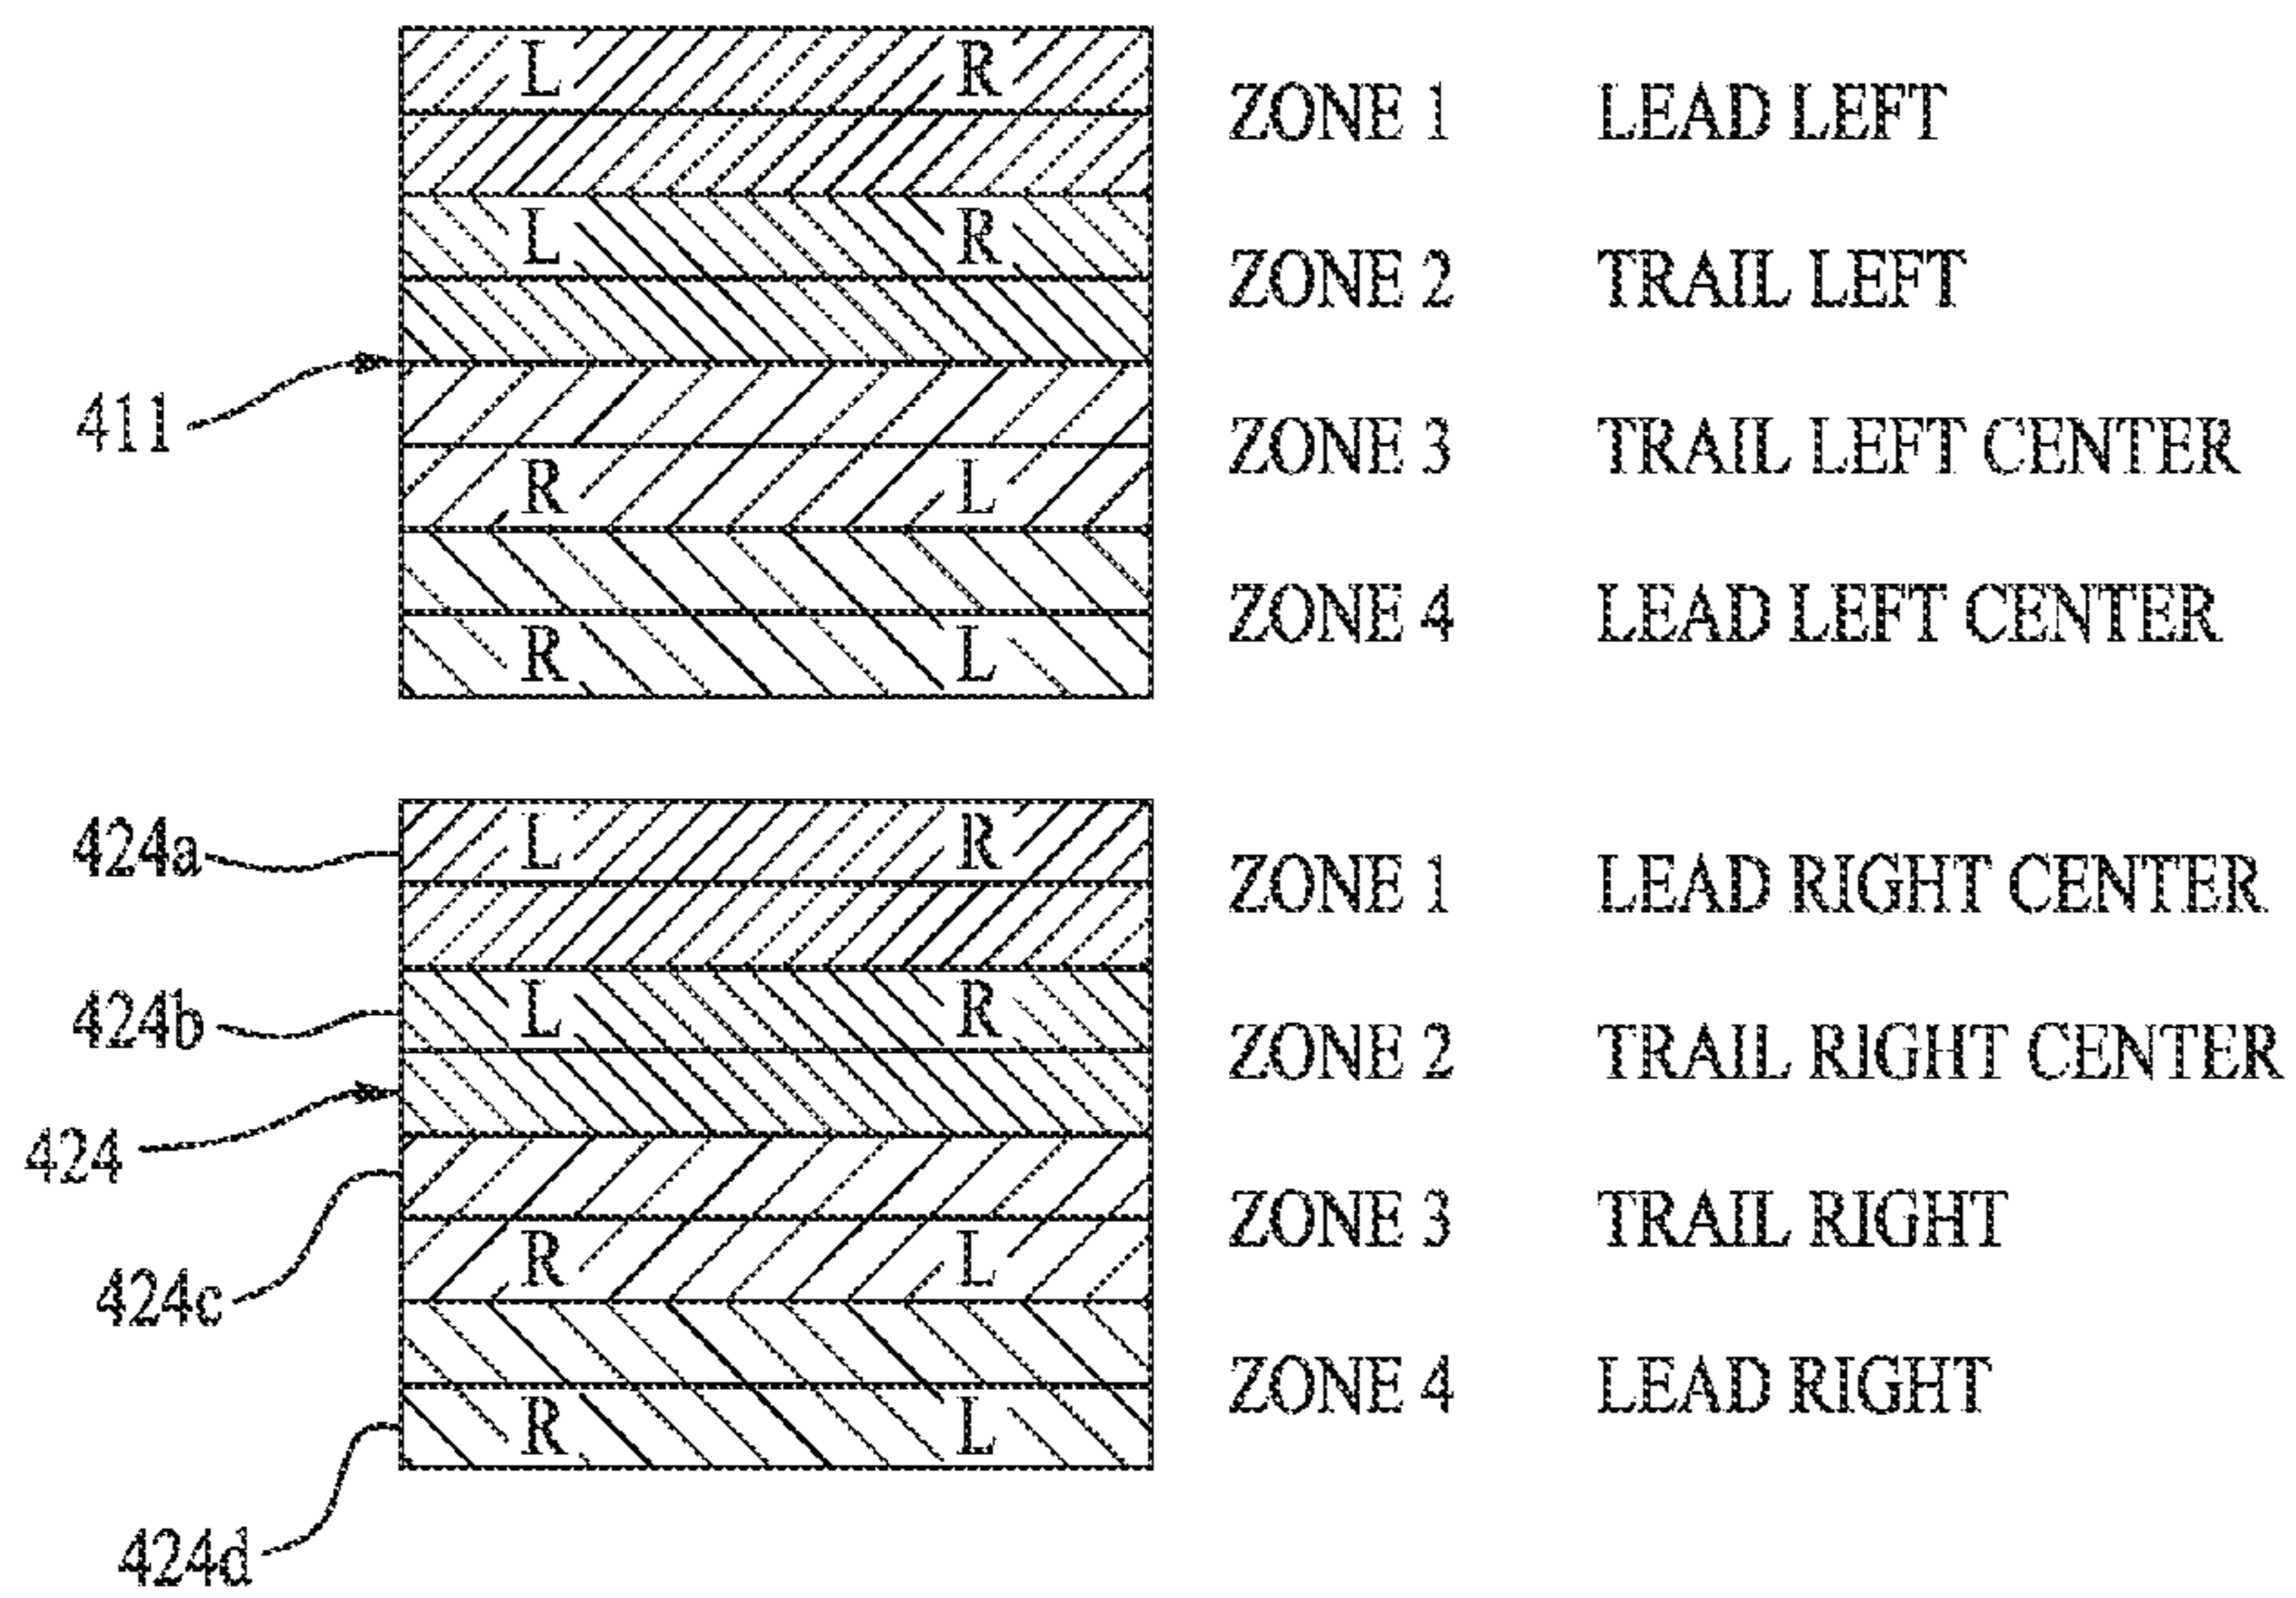 L R
ZONE 1 LEAD LEFT
L R
ZONE 2 TRAIL LEFT
411
ZONE 3 TRAIL LEFT CENTER
R L
ZONE 4 LEAD LEFT CENTER
R L
424a
L R
ZONE 1 LEAD RIGHT CENTER
424b
L R
ZONE 2 TRAIL RIGHT CENTER
424
ZONE 3 TRAIL RIGHT
R L
424c
ZONE 4 LEAD RIGHT
R L
424d